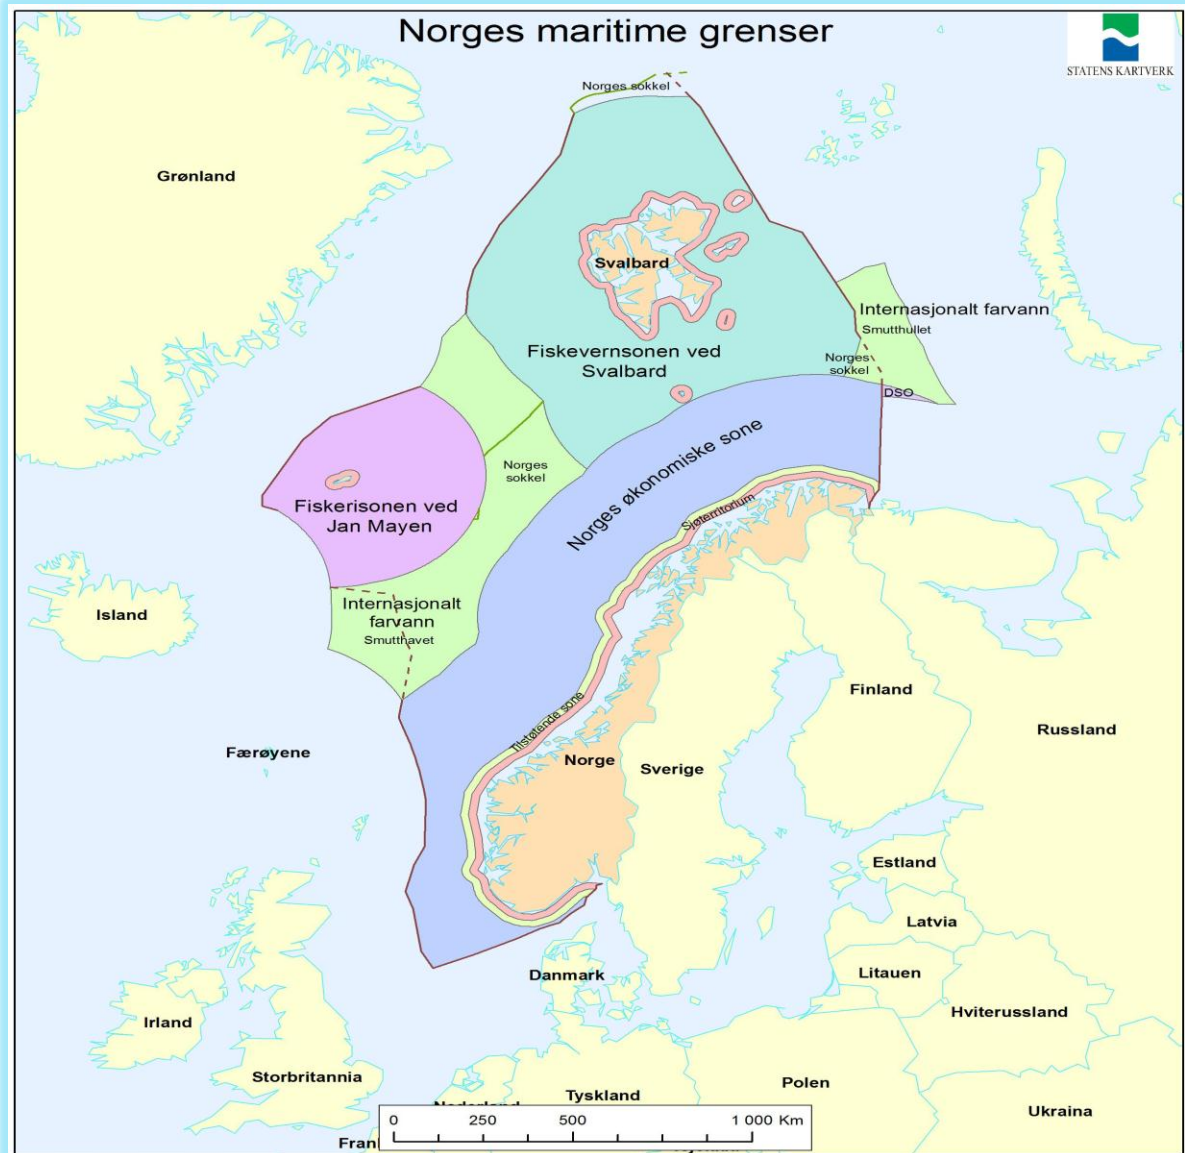 Norges maritime grenser
STATENS KARTVERK
Norges sokkel
Grønland
Svalbard
Internasjonalt farvann
Smutthullet
Fiskevernsonen ved
Svalbard
Norges
sokkel
DSO
Norges økonomiske sone
Norges
sokkel
Fiskerisonen ved
Jan Mayen
Sjøterritorium
Internasjonalt
farvann
Smutthavet
Island
Finland
Russland
Tilstøtende sone
Færøyene
Norge
Sverige
Estland
Latvia
Danmark
Litauen
Hviterussland
Irland
Storbritannia
Tyskland
Polen
Ukraina
0 250 500 1 000 Km